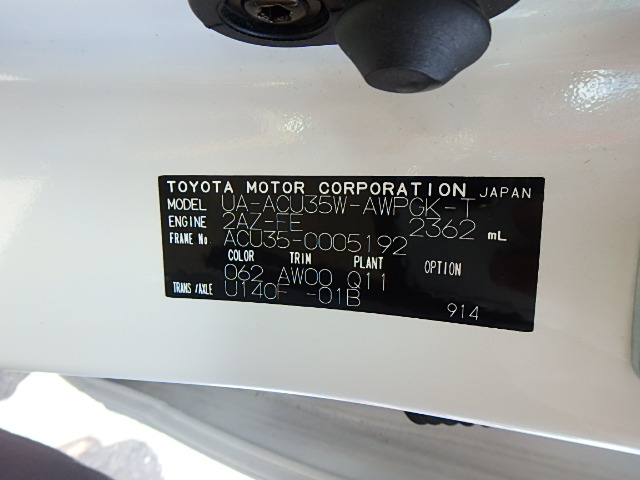 TOYOTA MOTOR CORPORATION JAPAN
MODEL UA-ACU35W-AWPGK-T
ENGINE 2AZ-FE 2362 mL
FRAME No ACU35-0005192
COLOR TRIM PLANT OPTION
062 AW00 Q11
TRANS/AXLE U140F -01B
914